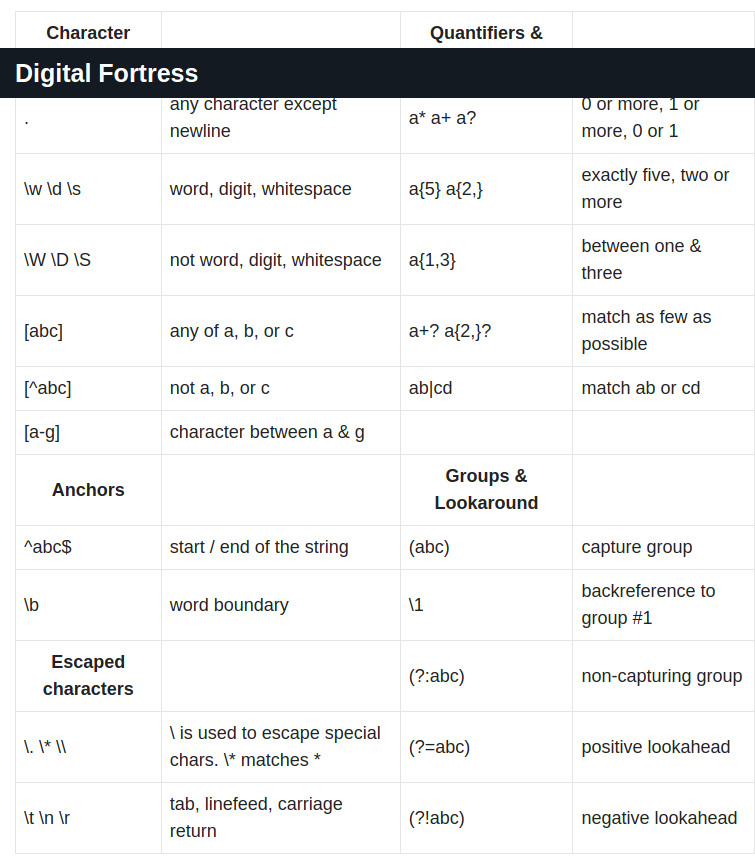 Character
Quantifiers &
Digital Fortress
.
any character except
newline
a* a+ a?
0 or more, 1 or
more, 0 or 1
\w \d \s
word, digit, whitespace
a{5} a{2,}
exactly five, two or
more
\W \D \S
not word, digit, whitespace
a{1,3}
between one &
three
[abc]
any of a, b, or c
a+? a{2,}?
match as few as
possible
[^abc]
not a, b, or c
ab|cd
match ab or cd
[a-g]
character between a & g
Anchors
Groups &
Lookaround
^abc$
start / end of the string
(abc)
capture group
\b
word boundary
\1
backreference to
group #1
Escaped
characters
(?:abc)
non-capturing group
\. \* \\
\ is used to escape special
chars. \* matches *
(?=abc)
positive lookahead
\t \n \r
tab, linefeed, carriage
return
(?!abc)
negative lookahead